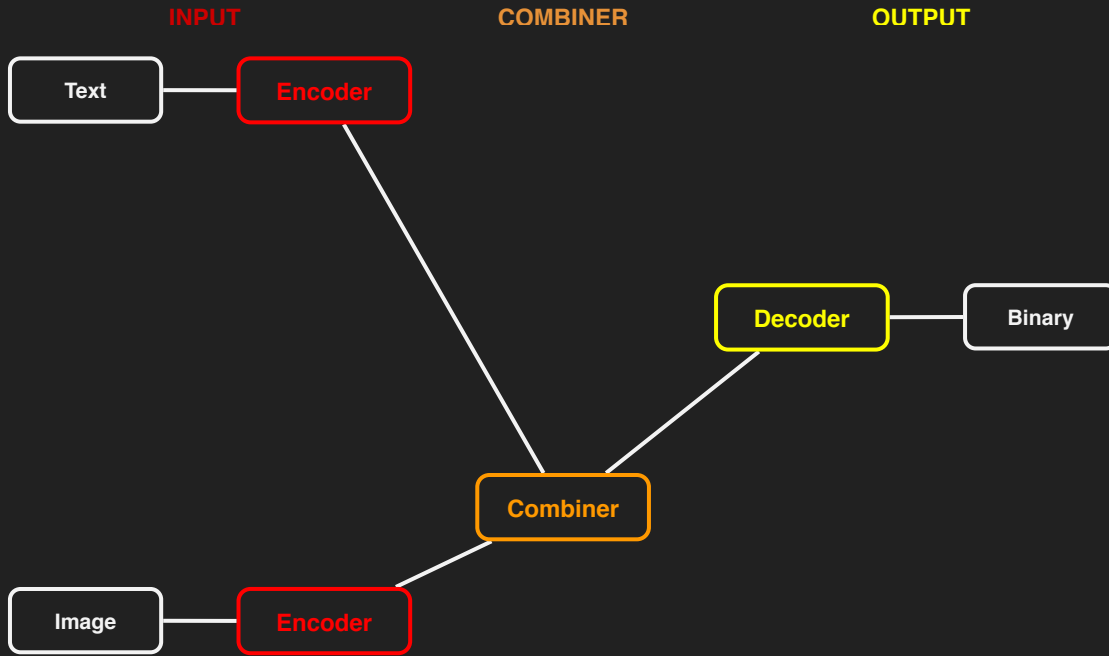 INPUT
COMBINER
OUTPUT
Text
Encoder
Decoder
Binary
Combiner
Image
Encoder